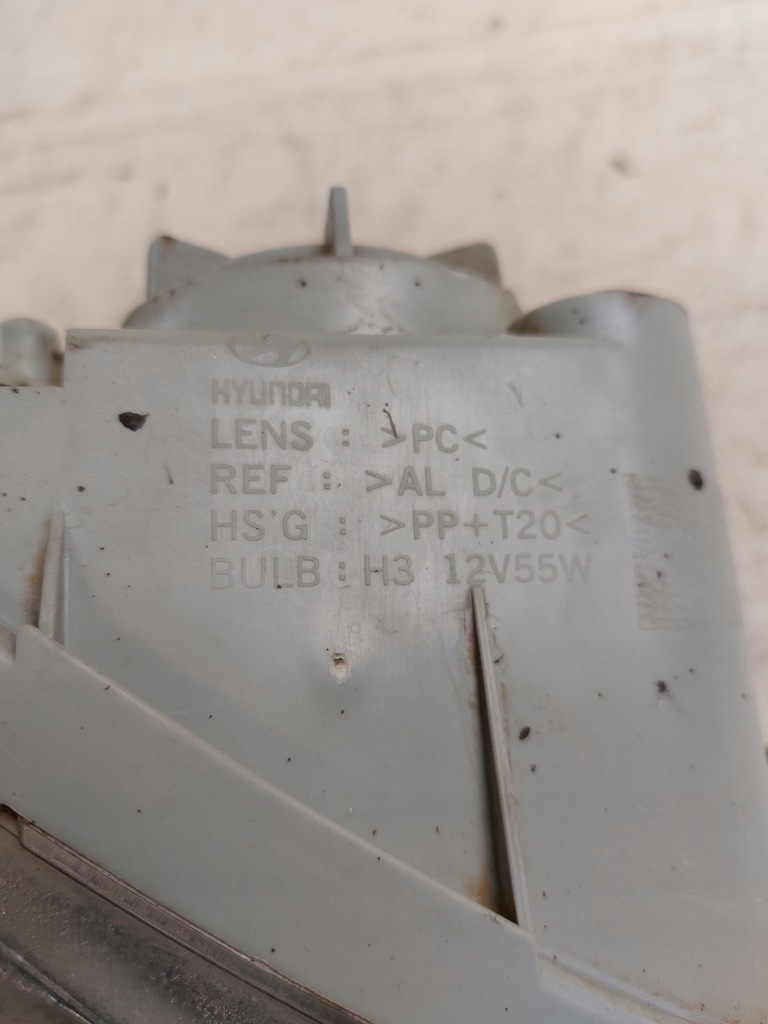 HYUNDAI
LENS : >PC<
REF : >AL D/C<
HS'G : >PP+T20<
BULB : H3 12V55W